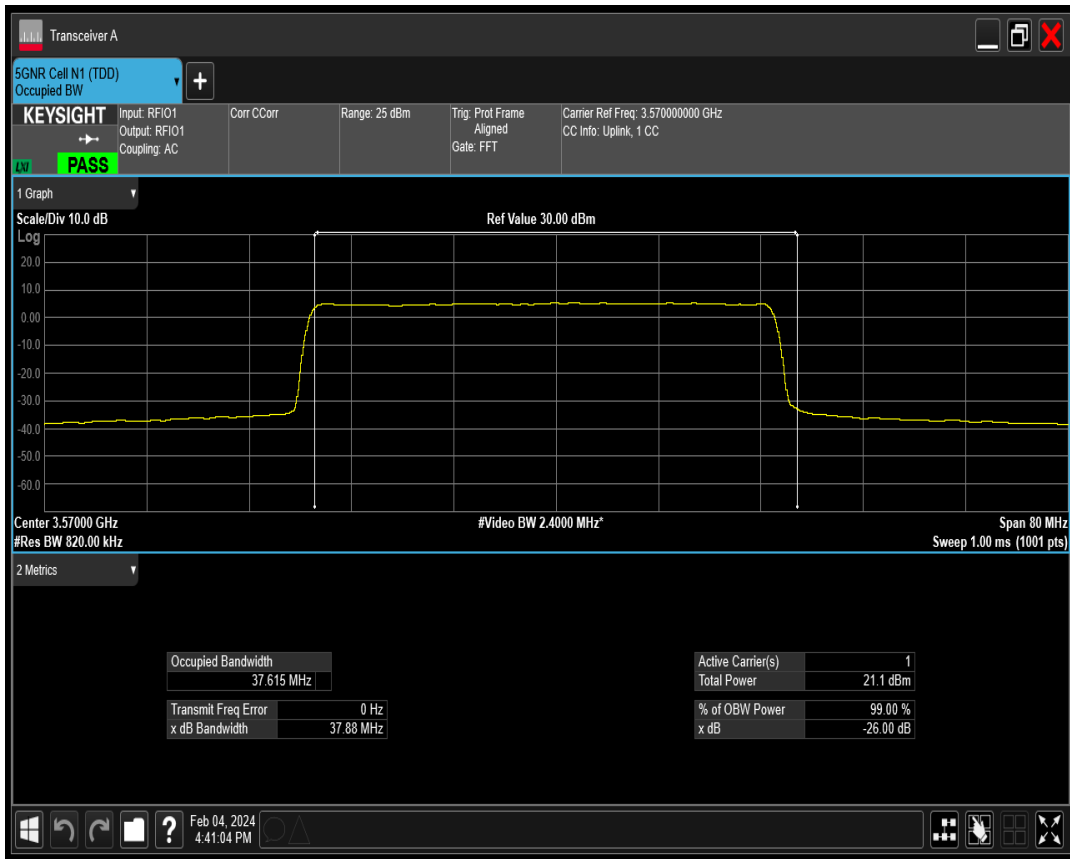 Transceiver A
5GNR Cell N1 (TDD)
Occupied BW
+
KEYSIGHT
LXI
PASS
Input: RFIO1
Output: RFIO1
Coupling: AC
Corr CCorr
Range: 25 dBm
Trig: Prot Frame
Aligned
Gate: FFT
Carrier Ref Freq: 3.570000000 GHz
CC Info: Uplink, 1 CC
1 Graph
Scale/Div 10.0 dB
Ref Value 30.00 dBm
Log
20.0
10.0
0.00
-10.0
-20.0
-30.0
-40.0
-50.0
-60.0
Center 3.57000 GHz
#Video BW 2.4000 MHz*
Span 80 MHz
#Res BW 820.00 kHz
Sweep 1.00 ms (1001 pts)
2 Metrics
Occupied Bandwidth
37.615 MHz
Transmit Freq Error 0 Hz
x dB Bandwidth 37.88 MHz
Active Carrier(s) 1
Total Power 21.1 dBm
% of OBW Power 99.00 %
x dB -26.00 dB
?
Feb 04, 2024
4:41:04 PM